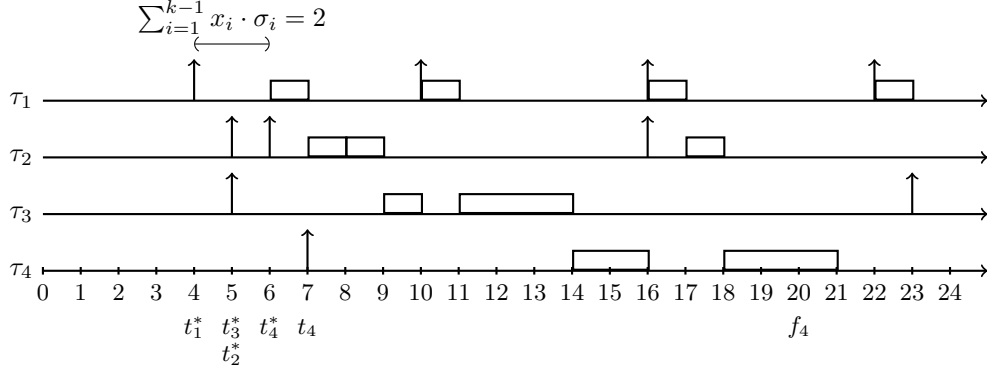 ∑_{i=1}^{k−1} x_i · σ_i = 2
τ_1
τ_2
τ_3
τ_4
0 1 2 3 4 5 6 7 8 9 10 11 12 13 14 15 16 17 18 19 20 21 22 23 24
t_1^* t_3^* t_4^* t_4 f_4
t_2^*